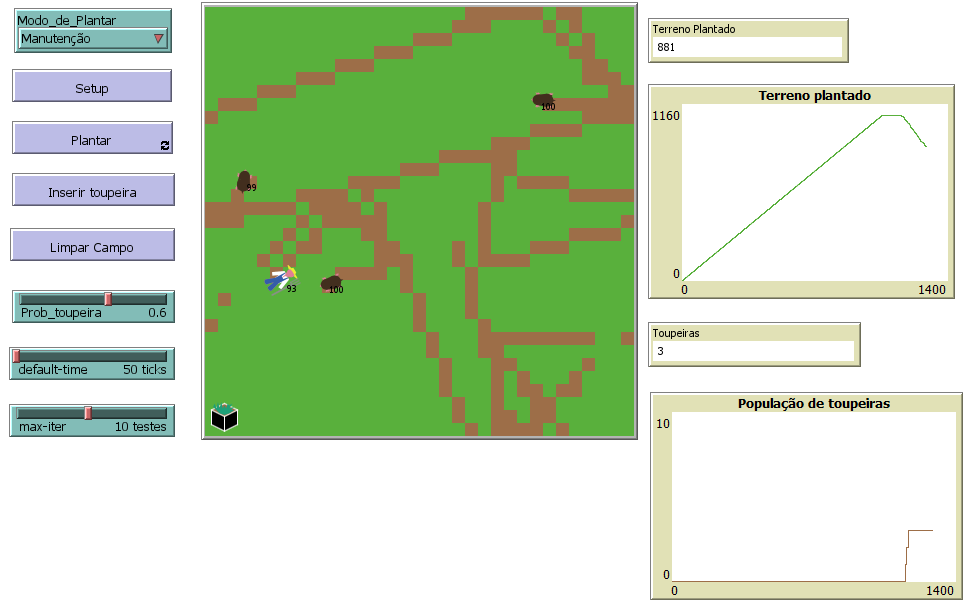 Modo_de_Plantar
Manutenção
Setup
Plantar
Inserir toupeira
Limpar Campo
Prob_toupeira 0.6
default-time 50 ticks
max-iter 10 testes
100
99
93
100
Terreno Plantado
881
Terreno plantado
1160
0
0 1400
Toupeiras
3
População de toupeiras
10
0
0 1400